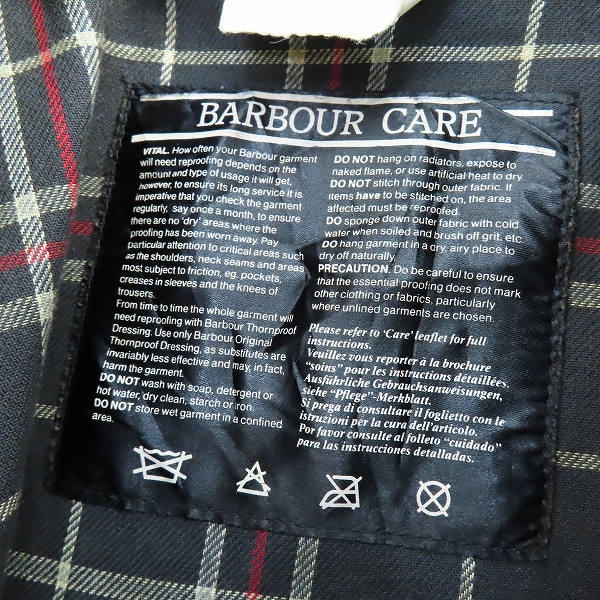 BARBOUR CARE
VITAL. How often your Barbour garment
will need reproofing depends on the
amount and type of usage it will get,
however, to ensure its long service it is
imperative that you check the garment
regularly, say once a month, to ensure
there are no 'dry' areas where the
proofing has been worn away. Pay
particular attention to critical areas such
as the shoulders, neck seams and areas
most subject to friction, eg. pockets,
creases in sleeves and the knees of
trousers.
From time to time the whole garment will
need reproofing with Barbour Thornproof
Dressing. Use only Barbour Original
Thornproof Dressing, as substitutes are
invariably less effective and may, in fact,
harm the garment.
DO NOT wash with soap, detergent or
hot water, dry clean, starch or iron.
DO NOT store wet garment in a confined
area.
DO NOT hang on radiators, expose to
naked flame, or use artificial heat to dry
DO NOT stitch through outer fabric. If
items have to be stitched on, the area
affected must be reproofed.
DO sponge down outer fabric with cold
water when soiled and brush off grit, etc.
DO hang garment in a dry, airy place to
dry off naturally
PRECAUTION. Do be careful to ensure
that the essential proofing does not mark
other clothing or fabrics, particularly
where unlined garments are chosen.
Please refer to 'Care' leaflet for full
instructions.
Veuillez vous reporter à la brochure
"soins" pour les instructions détaillées.
Ausführliche Gebrauchsanweisungen,
siehe "Pflege"-Merkblatt.
Si prega di consultare il foglietto con le
istruzioni per la cura dell'articolo.
Por favor consulte al folleto "cuidado"
para las instrucciones detalladas.